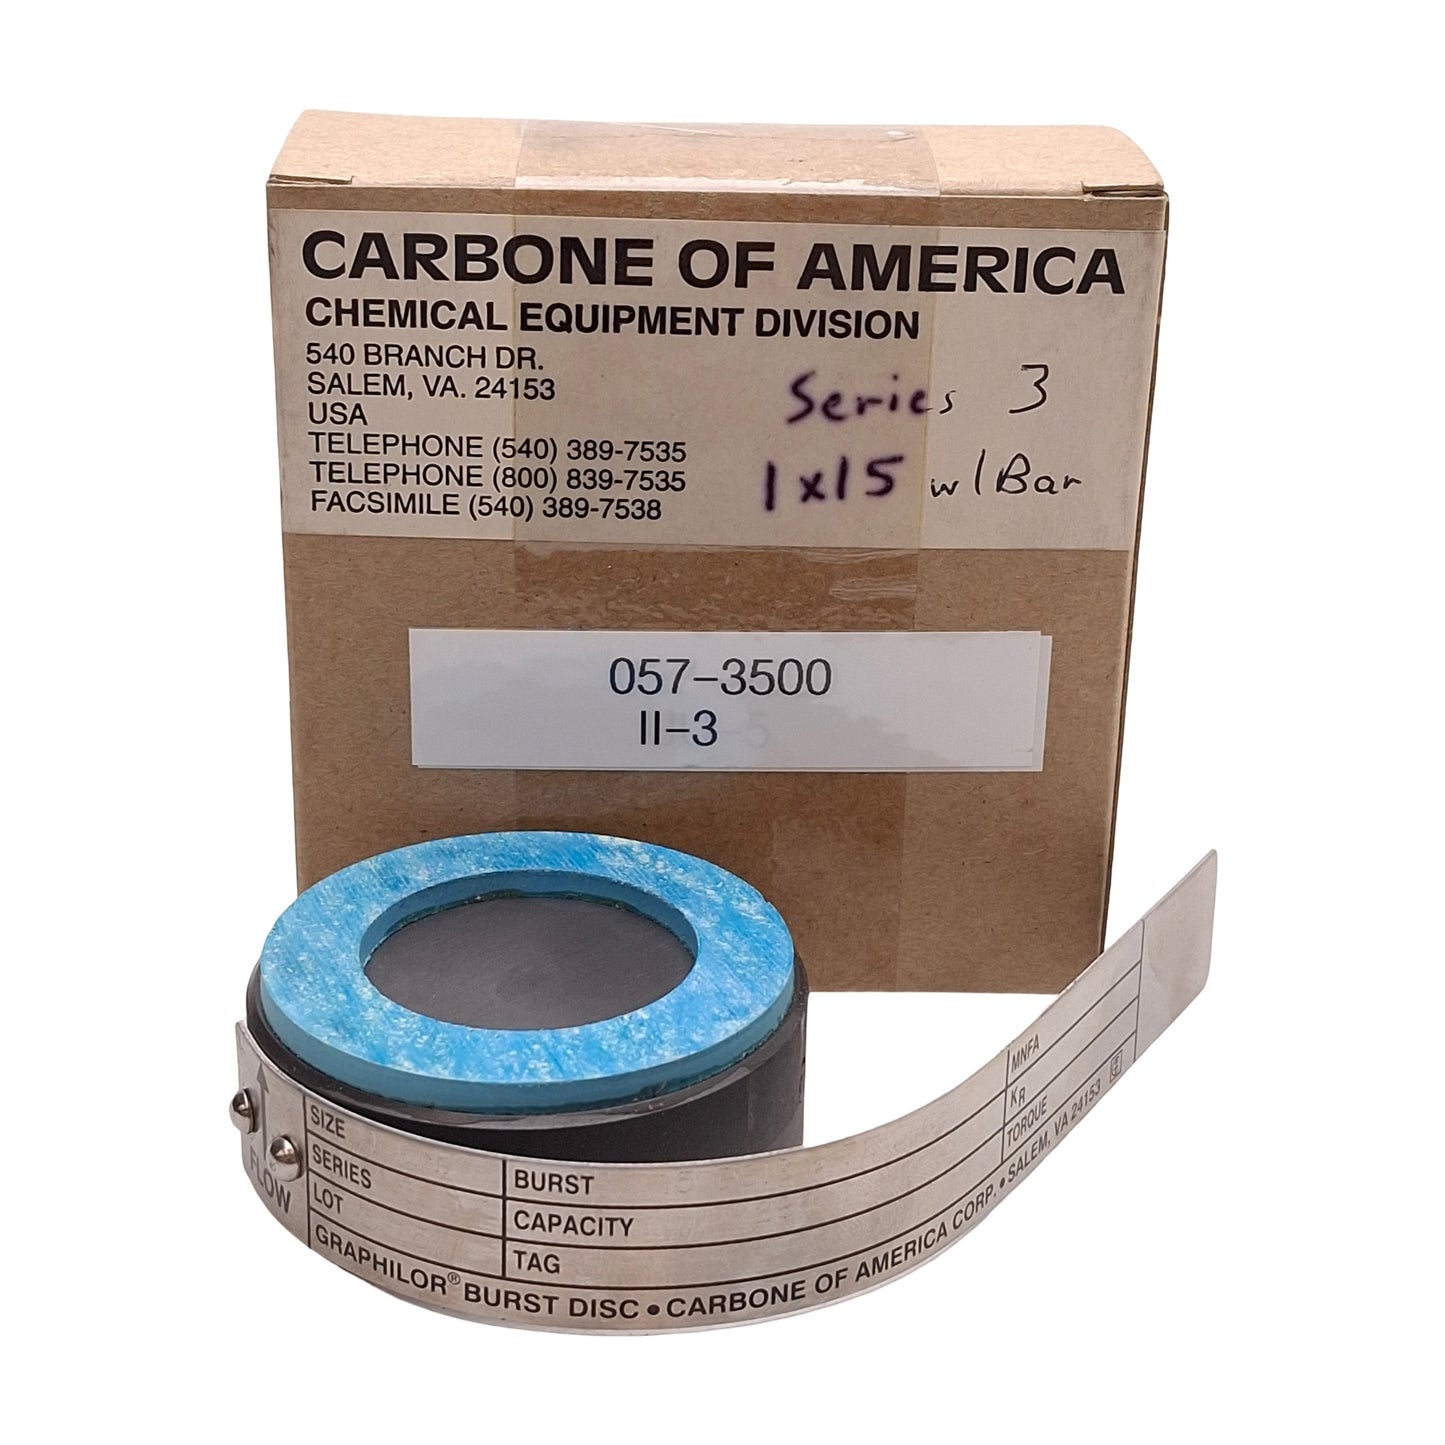 CARBONE OF AMERICA
CHEMICAL EQUIPMENT DIVISION
540 BRANCH DR.
SALEM, VA. 24153
USA
TELEPHONE (540) 389-7535
TELEPHONE (800) 839-7535
FACSIMILE (540) 389-7538
Series 3
1x15 w/Bar
057-3500
II-3
FLOW
SIZE
SERIES
LOT
BURST
CAPACITY
TAG
MNFA
KR
TORQUE
GRAPHILOR® BURST DISC • CARBONE OF AMERICA CORP. • SALEM, VA 24153